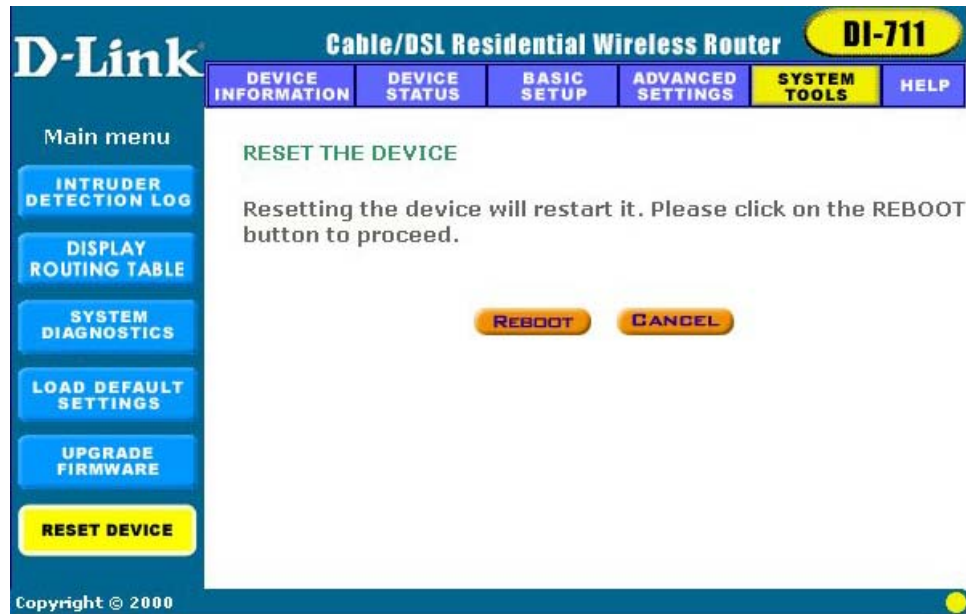 D-Link
Cable/DSL Residential Wireless Router
DI-711
DEVICE INFORMATION
DEVICE STATUS
BASIC SETUP
ADVANCED SETTINGS
SYSTEM TOOLS
HELP
Main menu
INTRUDER
DETECTION LOG
DISPLAY
ROUTING TABLE
SYSTEM
DIAGNOSTICS
LOAD DEFAULT
SETTINGS
UPGRADE
FIRMWARE
RESET DEVICE
RESET THE DEVICE
Resetting the device will restart it. Please click on the REBOOT
button to proceed.
REBOOT
CANCEL
Copyright © 2000